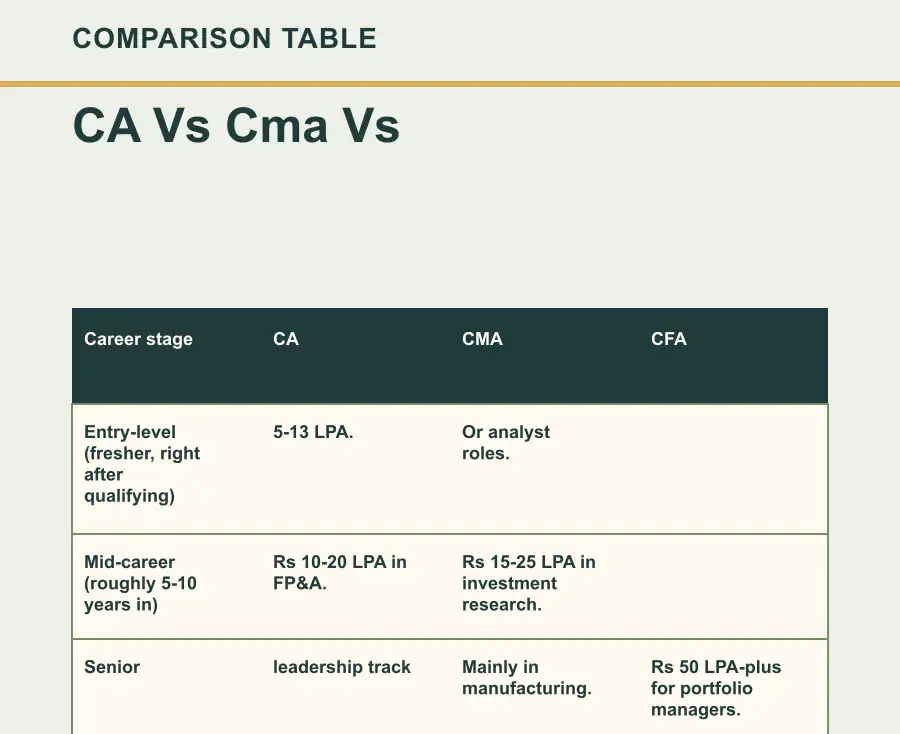 COMPARISON TABLE
CA Vs Cma Vs
Career stage CA CMA CFA
Entry-level
(fresher, right
after
qualifying)
5-13 LPA.
Or analyst
roles.
Mid-career
(roughly 5-10
years in)
Rs 10-20 LPA in
FP&A.
Rs 15-25 LPA in
investment
research.
Senior
leadership track
Mainly in
manufacturing.
Rs 50 LPA-plus
for portfolio
managers.